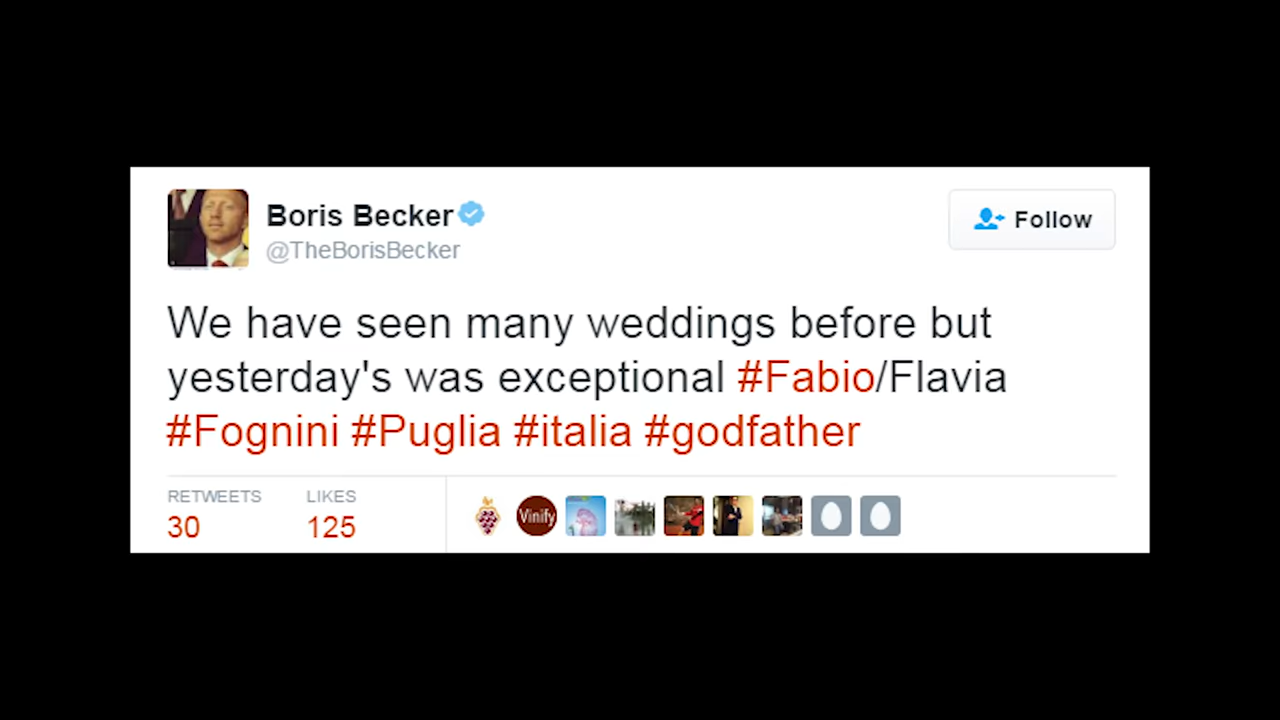 Boris Becker
@TheBorisBecker
Follow
We have seen many weddings before but
yesterday's was exceptional #Fabio/Flavia
#Fognini #Puglia #italia #godfather
RETWEETS
LIKES
30
125
Vinify